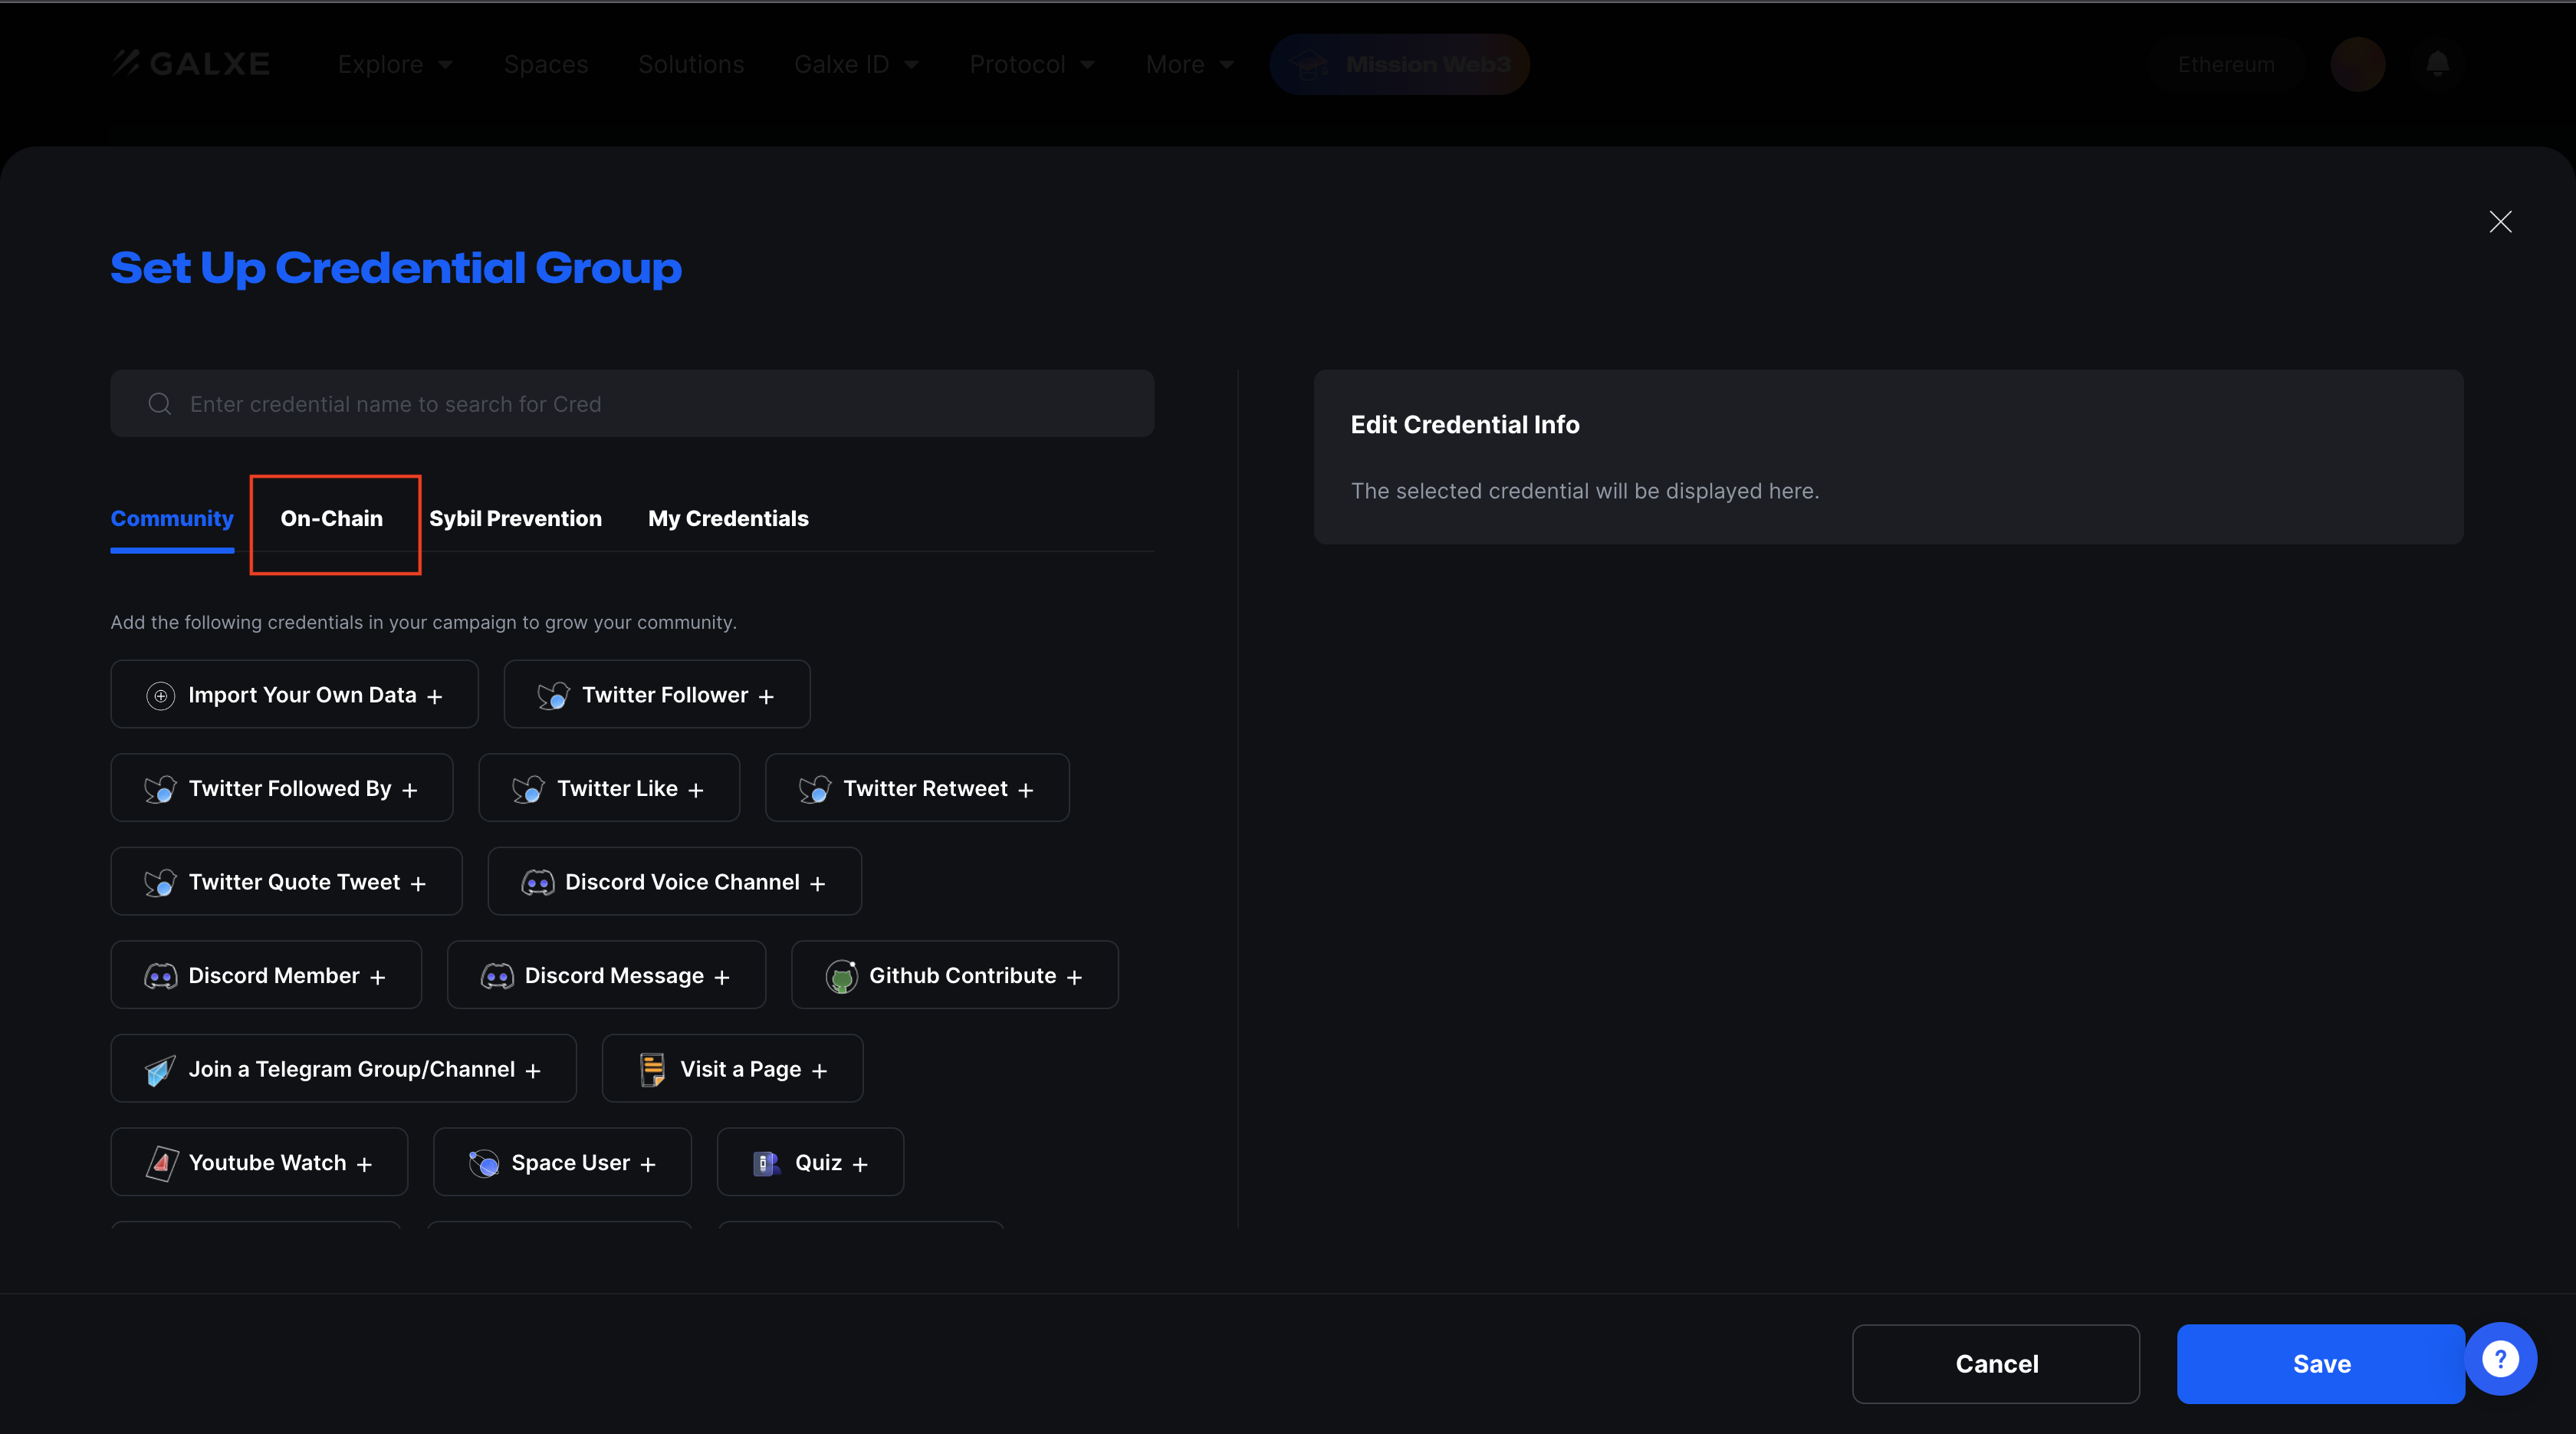 GALXE Explore Spaces Solutions Galxe ID Protocol More Mission Web3 Ethereum
Set Up Credential Group
Enter credential name to search for Cred
Edit Credential Info
The selected credential will be displayed here.
Community On-Chain Sybil Prevention My Credentials
Add the following credentials in your campaign to grow your community.
Import Your Own Data + Twitter Follower +
Twitter Followed By + Twitter Like + Twitter Retweet +
Twitter Quote Tweet + Discord Voice Channel +
Discord Member + Discord Message + Github Contribute +
Join a Telegram Group/Channel + Visit a Page +
Youtube Watch + Space User + Quiz +
Cancel Save ?